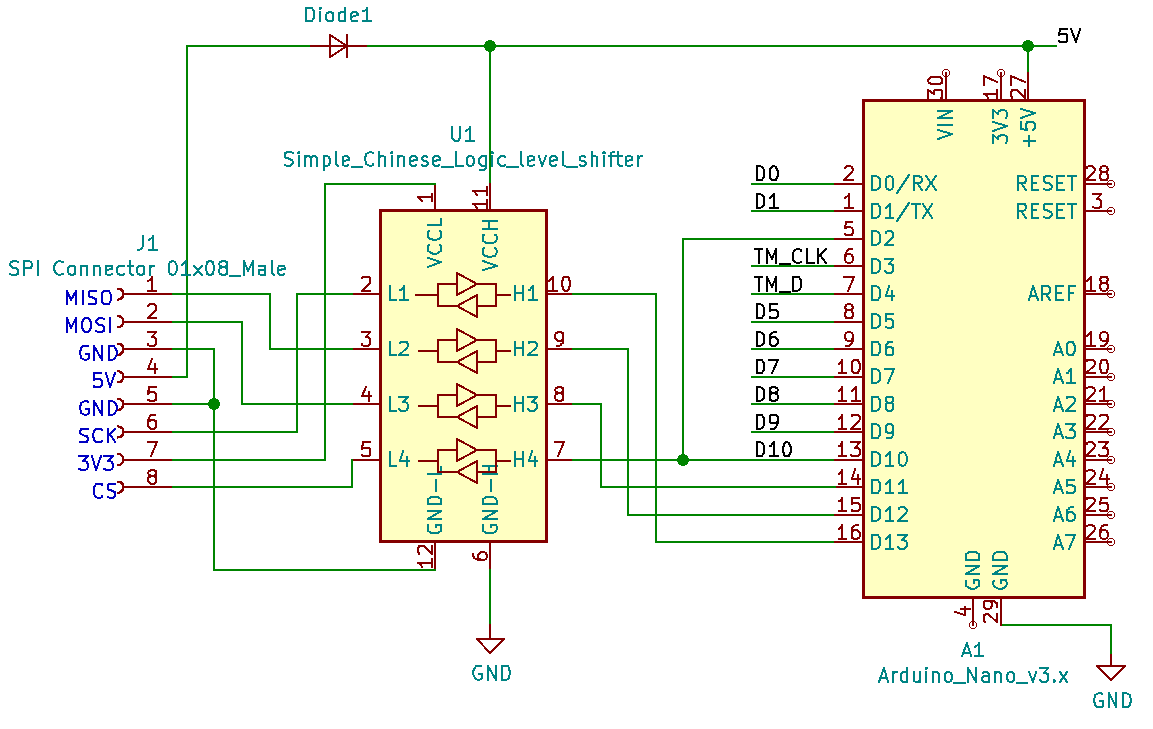 Diode1
5V
U1
Simple_Chinese_Logic_level_shifter
1
11
VCCL
VCCH
2 L1 H1 10
3 L2 H2 9
4 L3 H3 8
5 L4 H4 7
GND-L
GND-H
12
6
GND
J1
SPI Connector 01x08_Male
MISO 1
MOSI 2
GND 3
5V 4
GND 5
SCK 6
3V3 7
CS 8
30
17
27
VIN
3V3
+5V
D0 2 D0/RX
D1 1 D1/TX
5 D2
TM_CLK 6 D3
TM_D 7 D4
D5 8 D5
D6 9 D6
D7 10 D7
D8 11 D8
D9 12 D9
D10 13 D10
14 D11
15 D12
16 D13
RESET 28
RESET 3
AREF 18
A0 19
A1 20
A2 21
A3 22
A4 23
A5 24
A6 25
A7 26
GND
GND
4
29
A1
Arduino_Nano_v3.x
GND